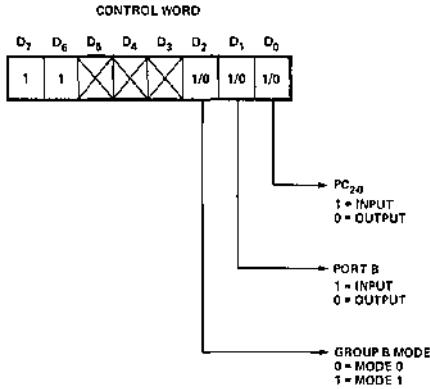 CONTROL WORD
D7 D6 D5 D4 D3 D2 D1 D0
1 1 1/0 1/0 1/0
PC2-0
1 = INPUT
0 = OUTPUT
PORT B
1 = INPUT
0 = OUTPUT
GROUP B MODE
0 = MODE 0
1 = MODE 1